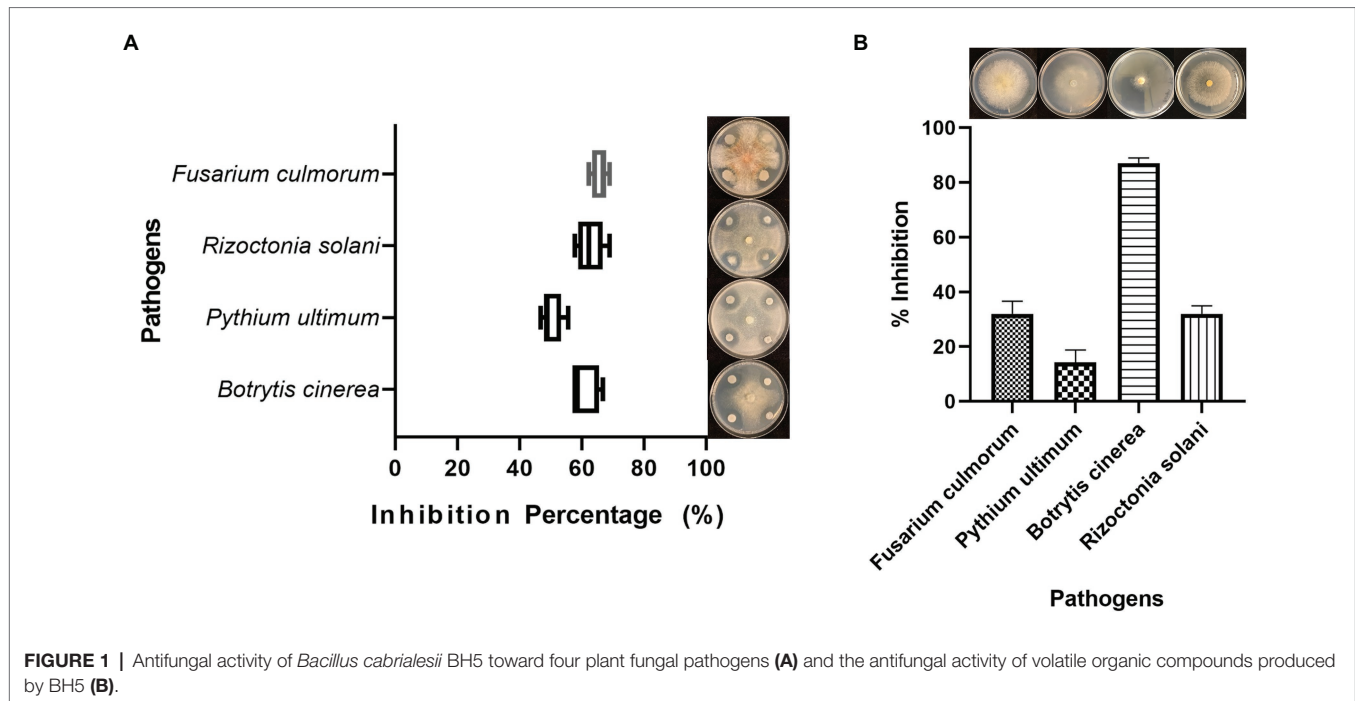 A
Pathogens
Fusarium culmorum
Rizoctonia solani
Pythium ultimum
Botrytis cinerea
0 20 40 60 80 100
Inhibition Percentage (%)
B
% Inhibition
100
80
60
40
20
0
Fusarium culmorum
Pythium ultimum
Botrytis cinerea
Rizoctonia solani
Pathogens
FIGURE 1 | Antifungal activity of Bacillus cabrialesii BH5 toward four plant fungal pathogens (A) and the antifungal activity of volatile organic compounds produced
by BH5 (B).